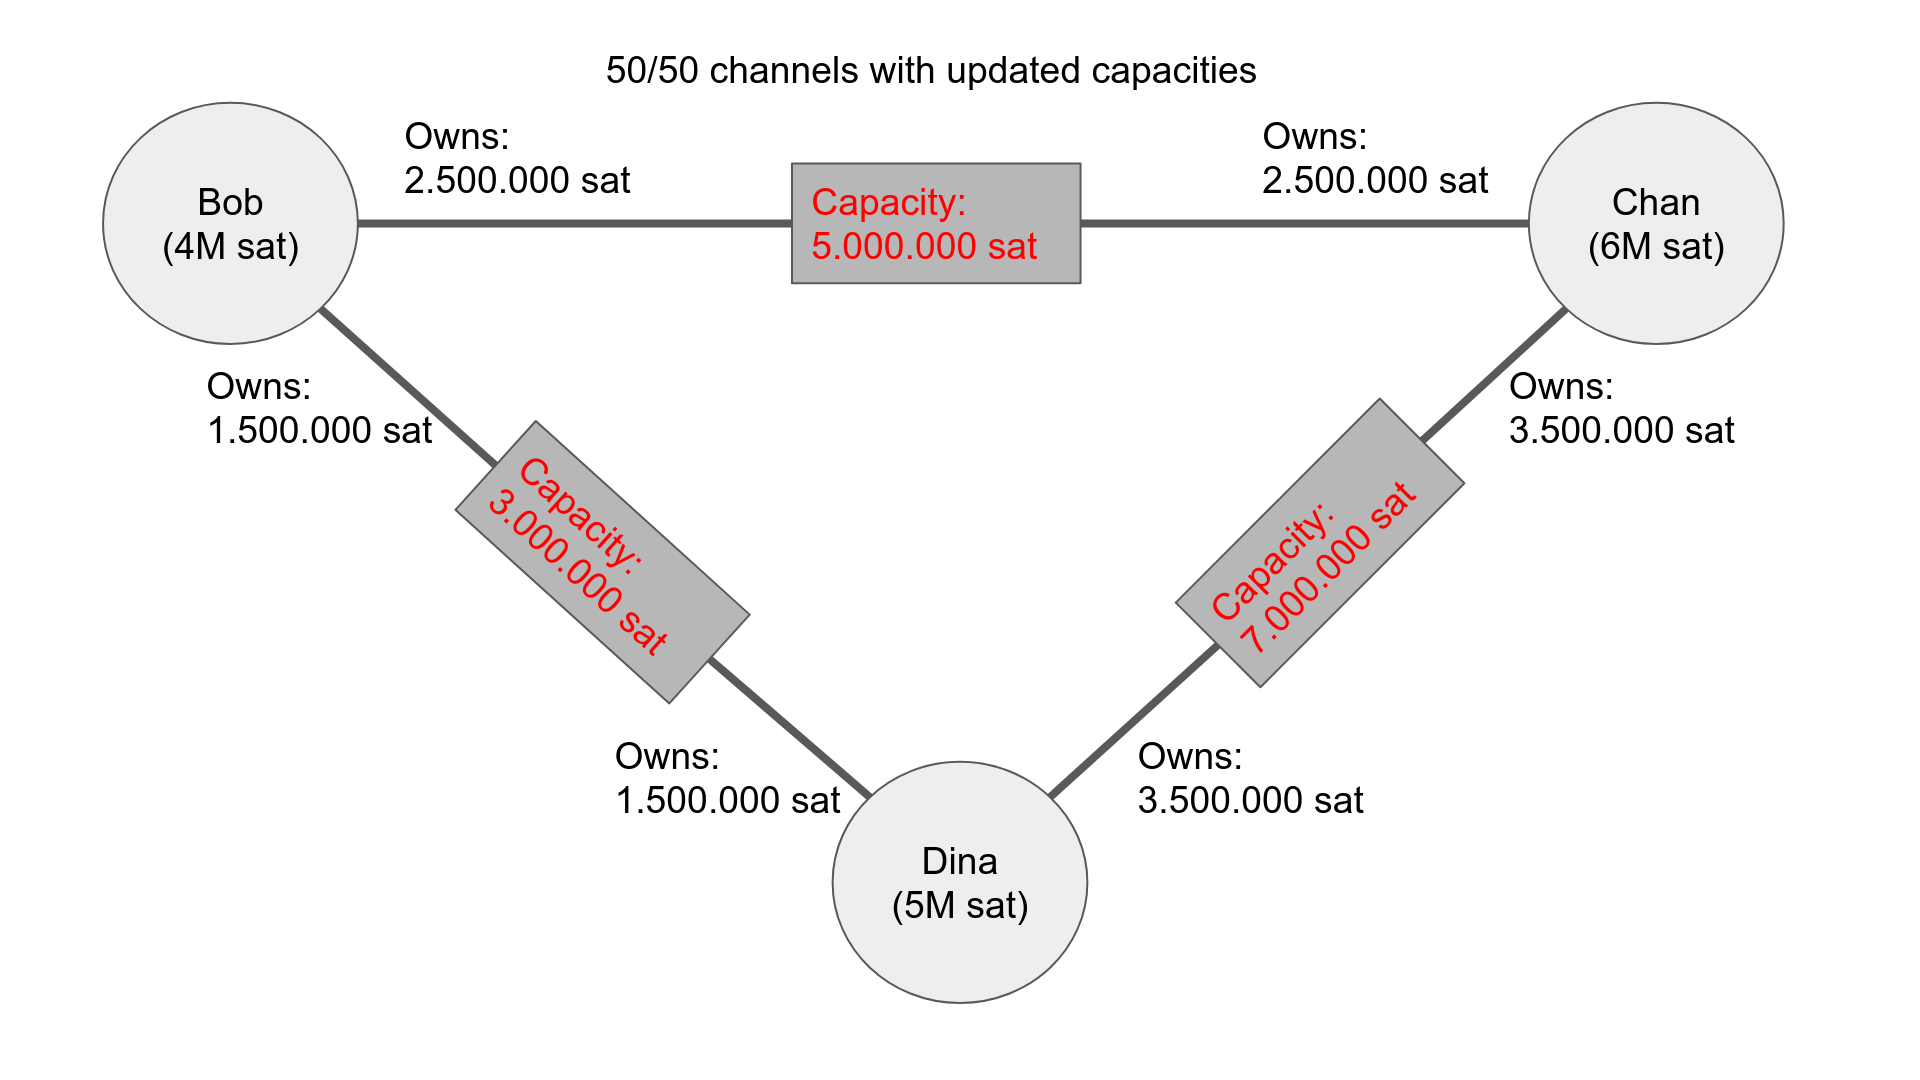 50/50 channels with updated capacities
Owns:
2.500.000 sat
Owns:
2.500.000 sat
Bob
(4M sat)
Capacity:
5.000.000 sat
Chan
(6M sat)
Owns:
1.500.000 sat
Owns:
3.500.000 sat
Capacity:
3.000.000 sat
Capacity:
7.000.000 sat
Owns:
1.500.000 sat
Owns:
3.500.000 sat
Dina
(5M sat)